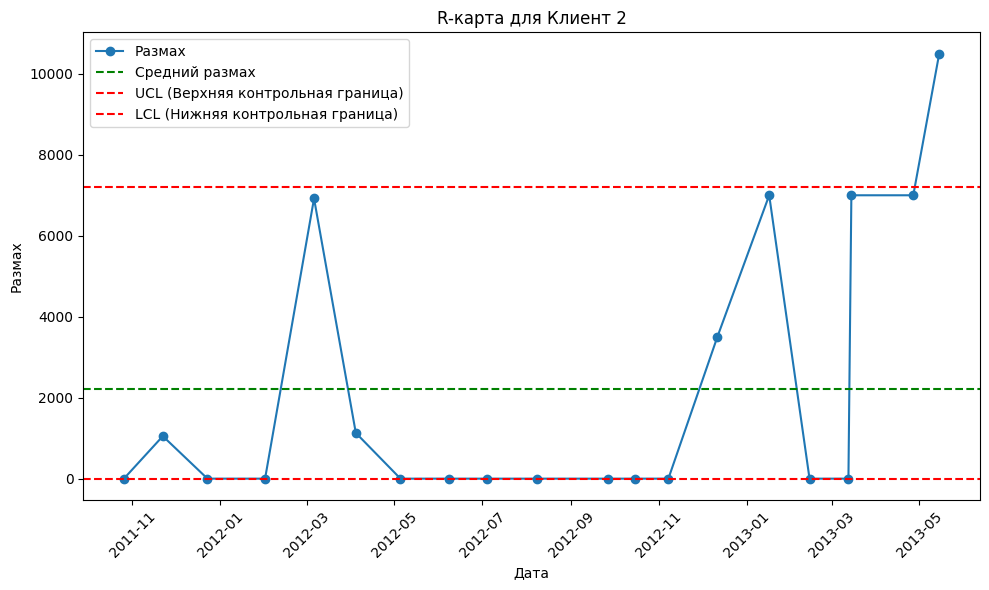 R-карта для Клиент 2
Размах
Средний размах
UCL (Верхняя контрольная граница)
LCL (Нижняя контрольная граница)
Размах
10000
8000
6000
4000
2000
0
2011-11
2012-01
2012-03
2012-05
2012-07
2012-09
2012-11
2013-01
2013-03
2013-05
Дата